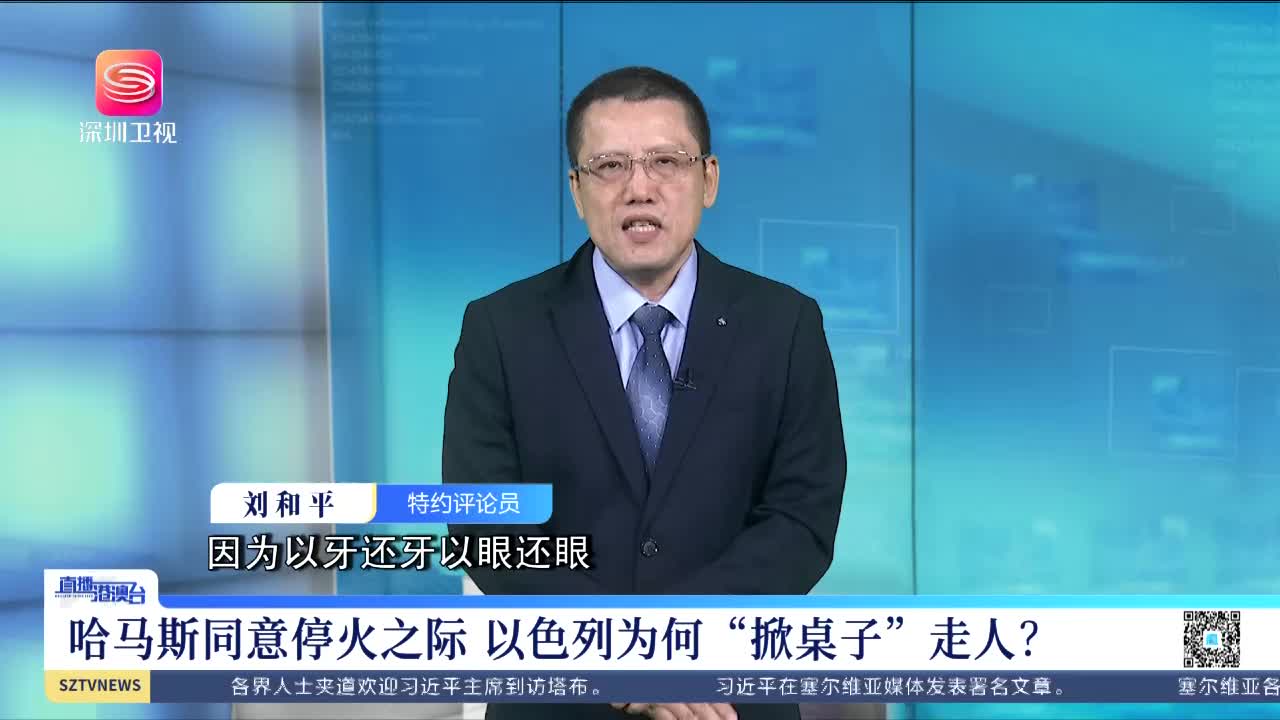 深圳卫视
刘和平
特约评论员
因为以牙还牙以眼还眼
直播港澳台
哈马斯同意停火之际 以色列为何“掀桌子”走人？
SZTVNEWS
各界人士夹道欢迎习近平主席到访塔布。
习近平在塞尔维亚媒体发表署名文章。
塞尔维亚各